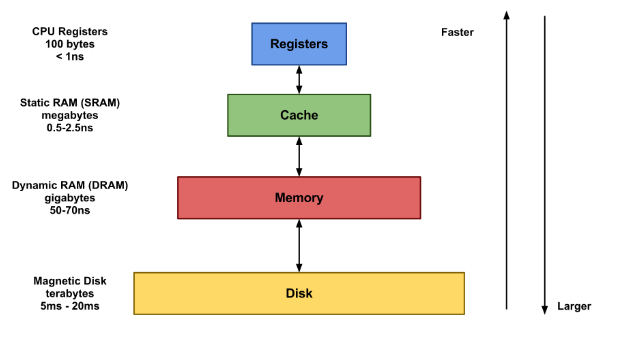 CPU Registers
100 bytes
< 1ns
Registers
Faster
Static RAM (SRAM)
megabytes
0.5-2.5ns
Cache
Dynamic RAM (DRAM)
gigabytes
50-70ns
Memory
Magnetic Disk
terabytes
5ms - 20ms
Disk
Larger